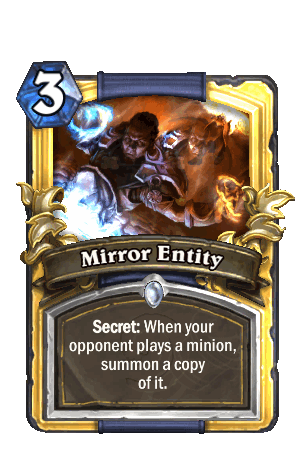 3
Mirror Entity
Secret: When your
opponent plays a minion,
summon a copy
of it.